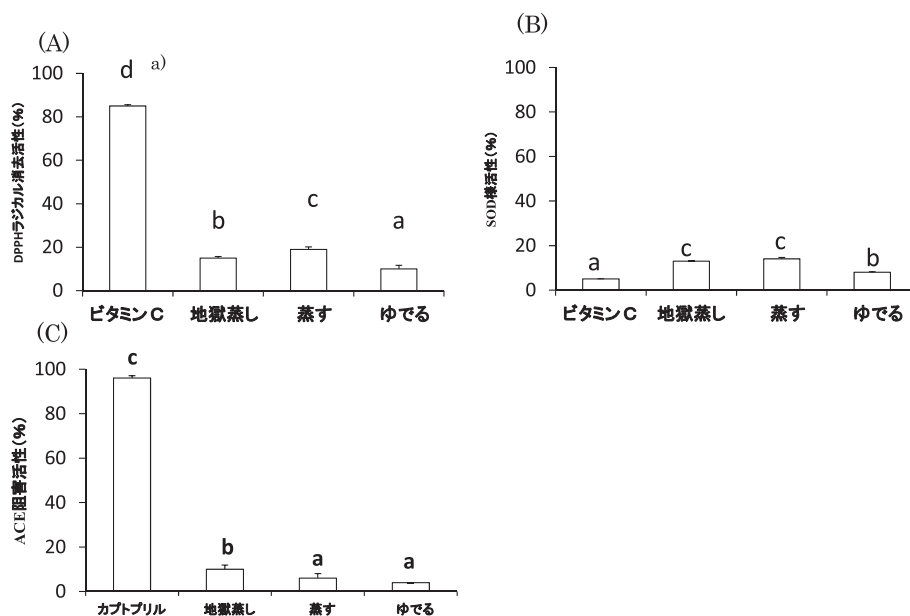 (A)
d a)
100
80
60
40
20
0
DPPHラジカル消去活性(%)
b
c
a
ビタミンC 地獄蒸し 蒸す ゆでる
(B)
100
80
60
40
20
0
SOD様活性(%)
a
c
c
b
ビタミンC 地獄蒸し 蒸す ゆでる
(C)
c
100
80
60
40
20
0
ACE阻害活性(%)
b
a
a
カプトプリル 地獄蒸し 蒸す ゆでる